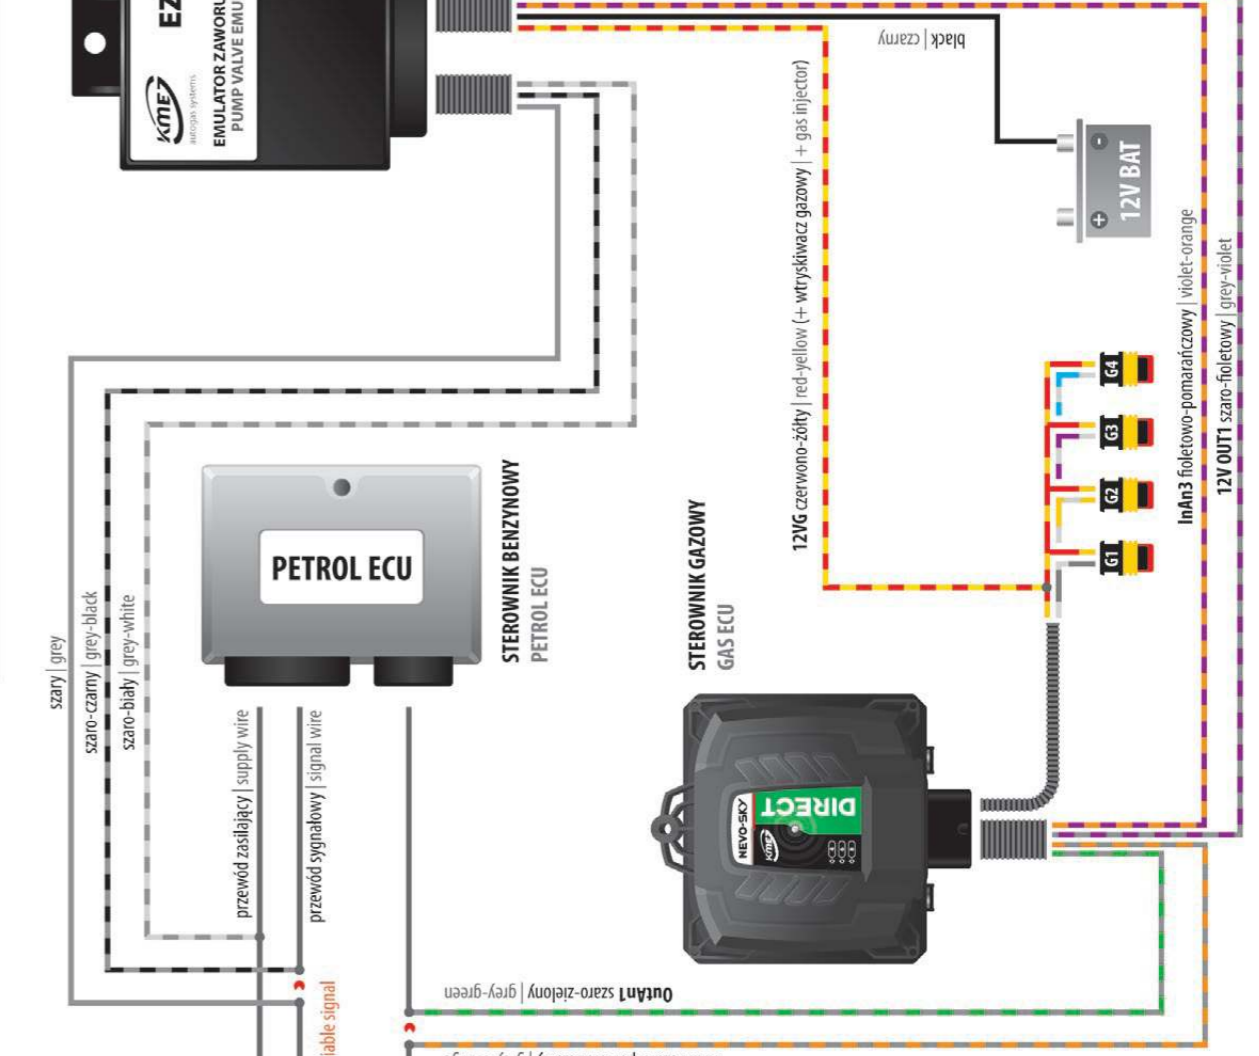 KME
autogas systems
EMULATOR ZAWORU
PUMP VALVE EMU
czarny | black
12V BAT
+
-
12VG czerwono-żółty | red-yellow (+ wtryskiwacz gazowy | + gas injector)
InAn3 fioletowo-pomarańczowy | violet-orange
12V OUT1 szaro-fioletowy | grey-violet
G4
G3
G2
G1
PETROL ECU
STEROWNIK BENZYNOWY
PETROL ECU
STEROWNIK GAZOWY
GAS ECU
szary | grey
szaro-czarny | grey-black
szaro-biały | grey-white
przewód zasilający | supply wire
przewód sygnałowy | signal wire
NEVO-SKY
DIRECT
KME
OutAn1 szaro-zielony | grey-green
iable signal